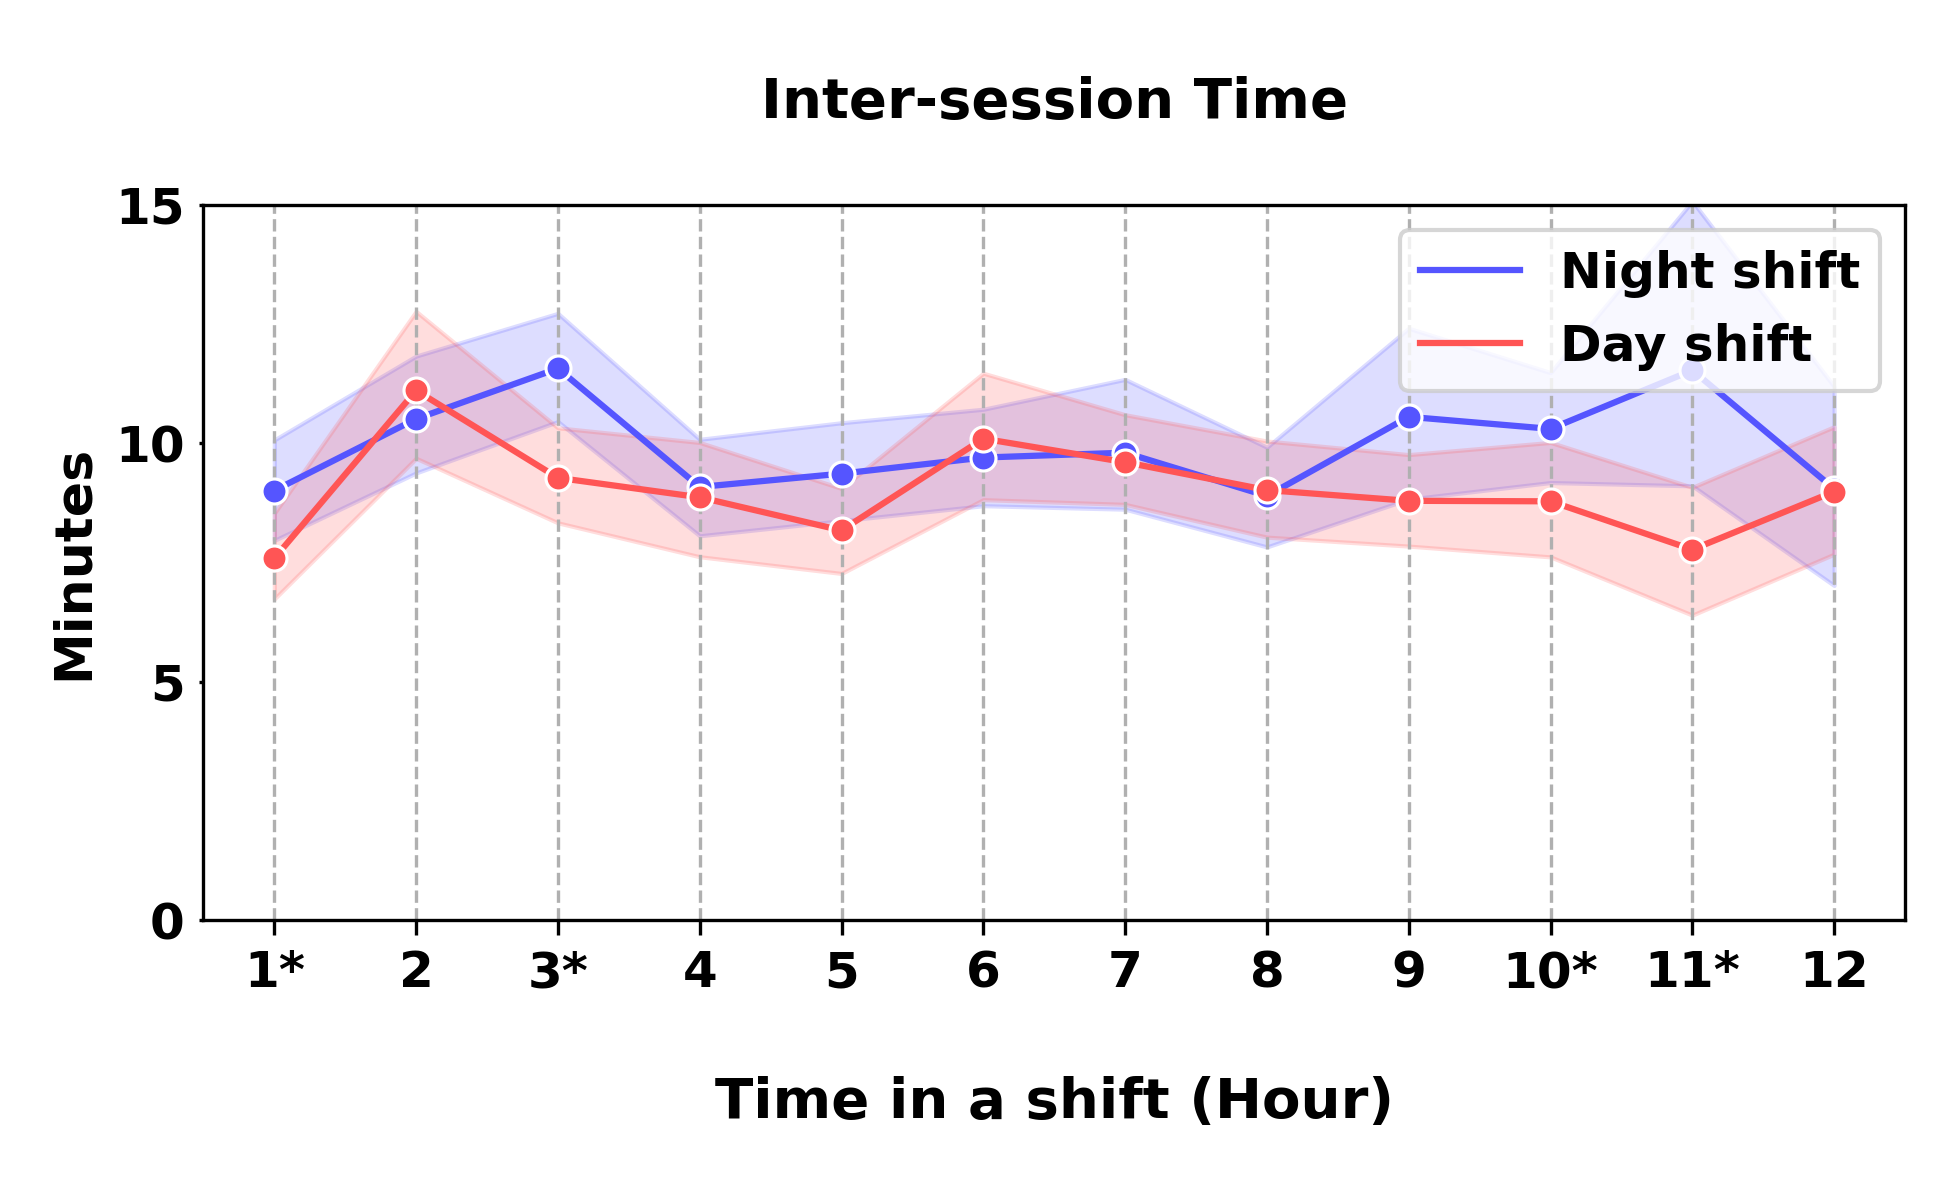 Inter-session Time
15
10
5
0
Minutes
Night shift
Day shift
1* 2 3* 4 5 6 7 8 9 10* 11* 12
Time in a shift (Hour)